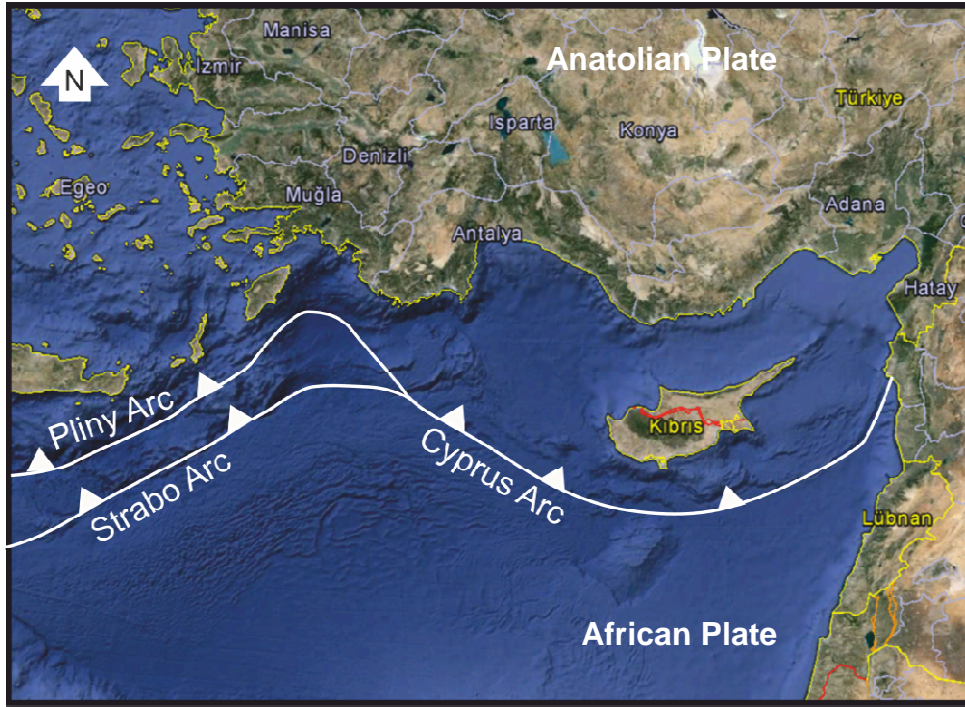 Manisa
Anatolian Plate
N
İzmir
Türkiye
Isparta
Konya
Denizli
Egeo
Muğla
Adana
Antalya
Hatay
Pliny Arc
Strabo Arc
Cyprus Arc
Kıbrıs
Lübnan
African Plate